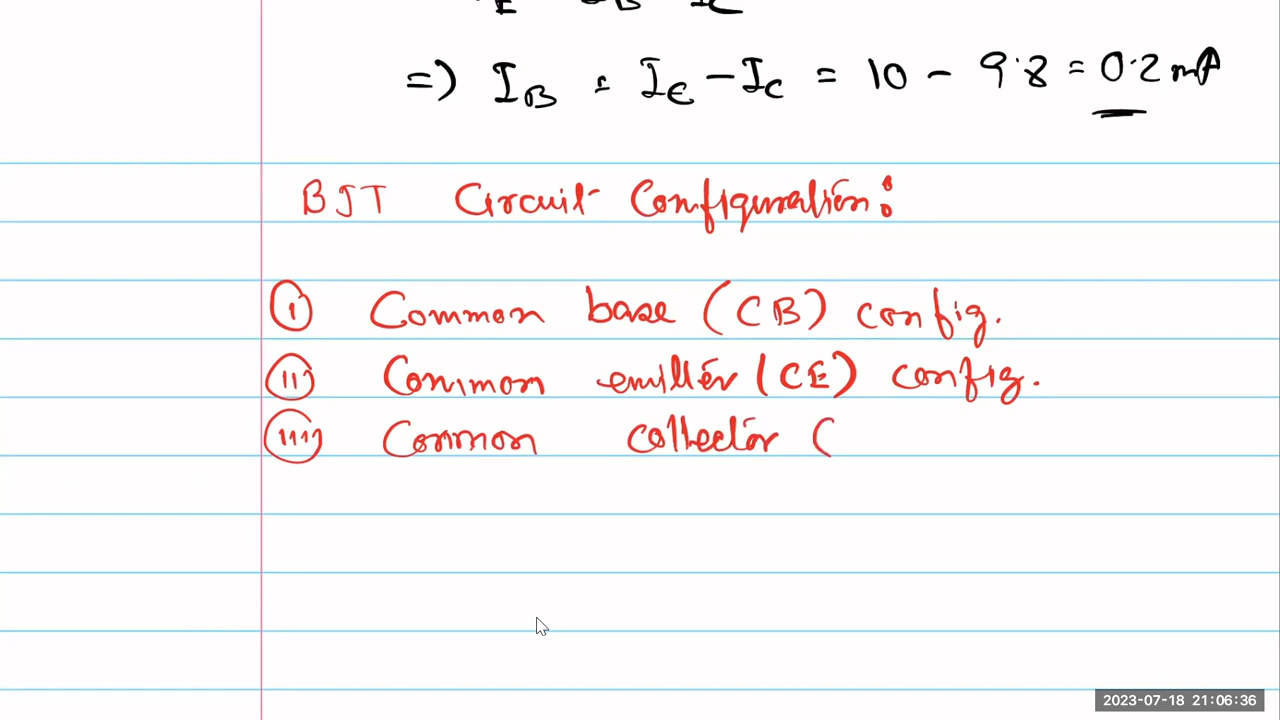 =) I_B = I_E - I_C = 10 - 9.8 = 0.2 mA
BJT Circuit Configuration:
(i) Common base (CB) config.
(ii) Common emitter (CE) config.
(iii) Common collector (
2023-07-18 21:06:36